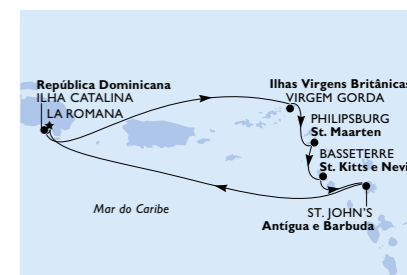 República Dominicana
ILHA CATALINA
LA ROMANA
Ilhas Virgens Britânicas
VIRGEM GORDA
PHILIPSBURG
St. Maarten
BASSETERRE
St. Kitts e Nevi
ST. JOHN'S
Antígua e Barbuda
Mar do Caribe